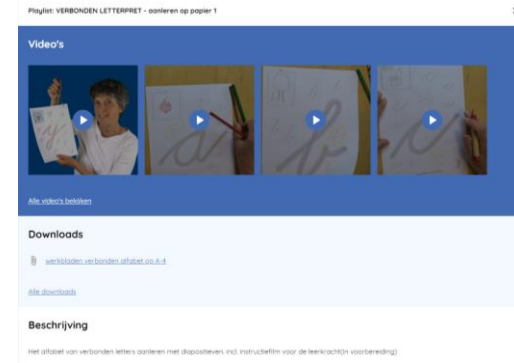 Playlist: VERBONDEN LETTERPRET - aanleren op papier 1
Video's
y
a
b
c
Alle video's bekijken
Downloads
werkbladen verbonden alfabet op A-4
Alle downloads
Beschrijving
Het alfabet van verbonden letters aanleren met diapositieven, incl. instructiefilm voor de leerkracht(in voorbereiding)